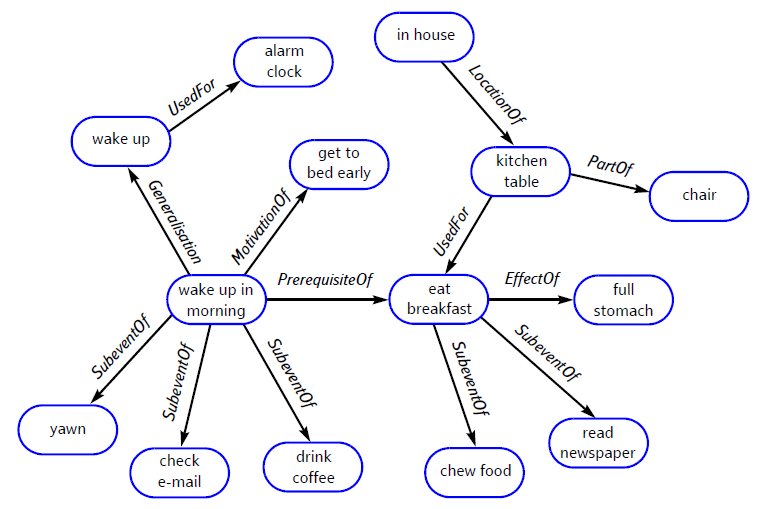 in house
alarm
clock
UsedFor
LocationOf
wake up
get to
bed early
kitchen
table
PartOf
chair
Generalisation
MotivationOf
UsedFor
wake up in
morning
PrerequisiteOf
eat
breakfast
EffectOf
full
stomach
SubeventOf
SubeventOf
SubeventOf
SubeventOf
SubeventOf
yawn
check
e-mail
drink
coffee
chew food
read
newspaper